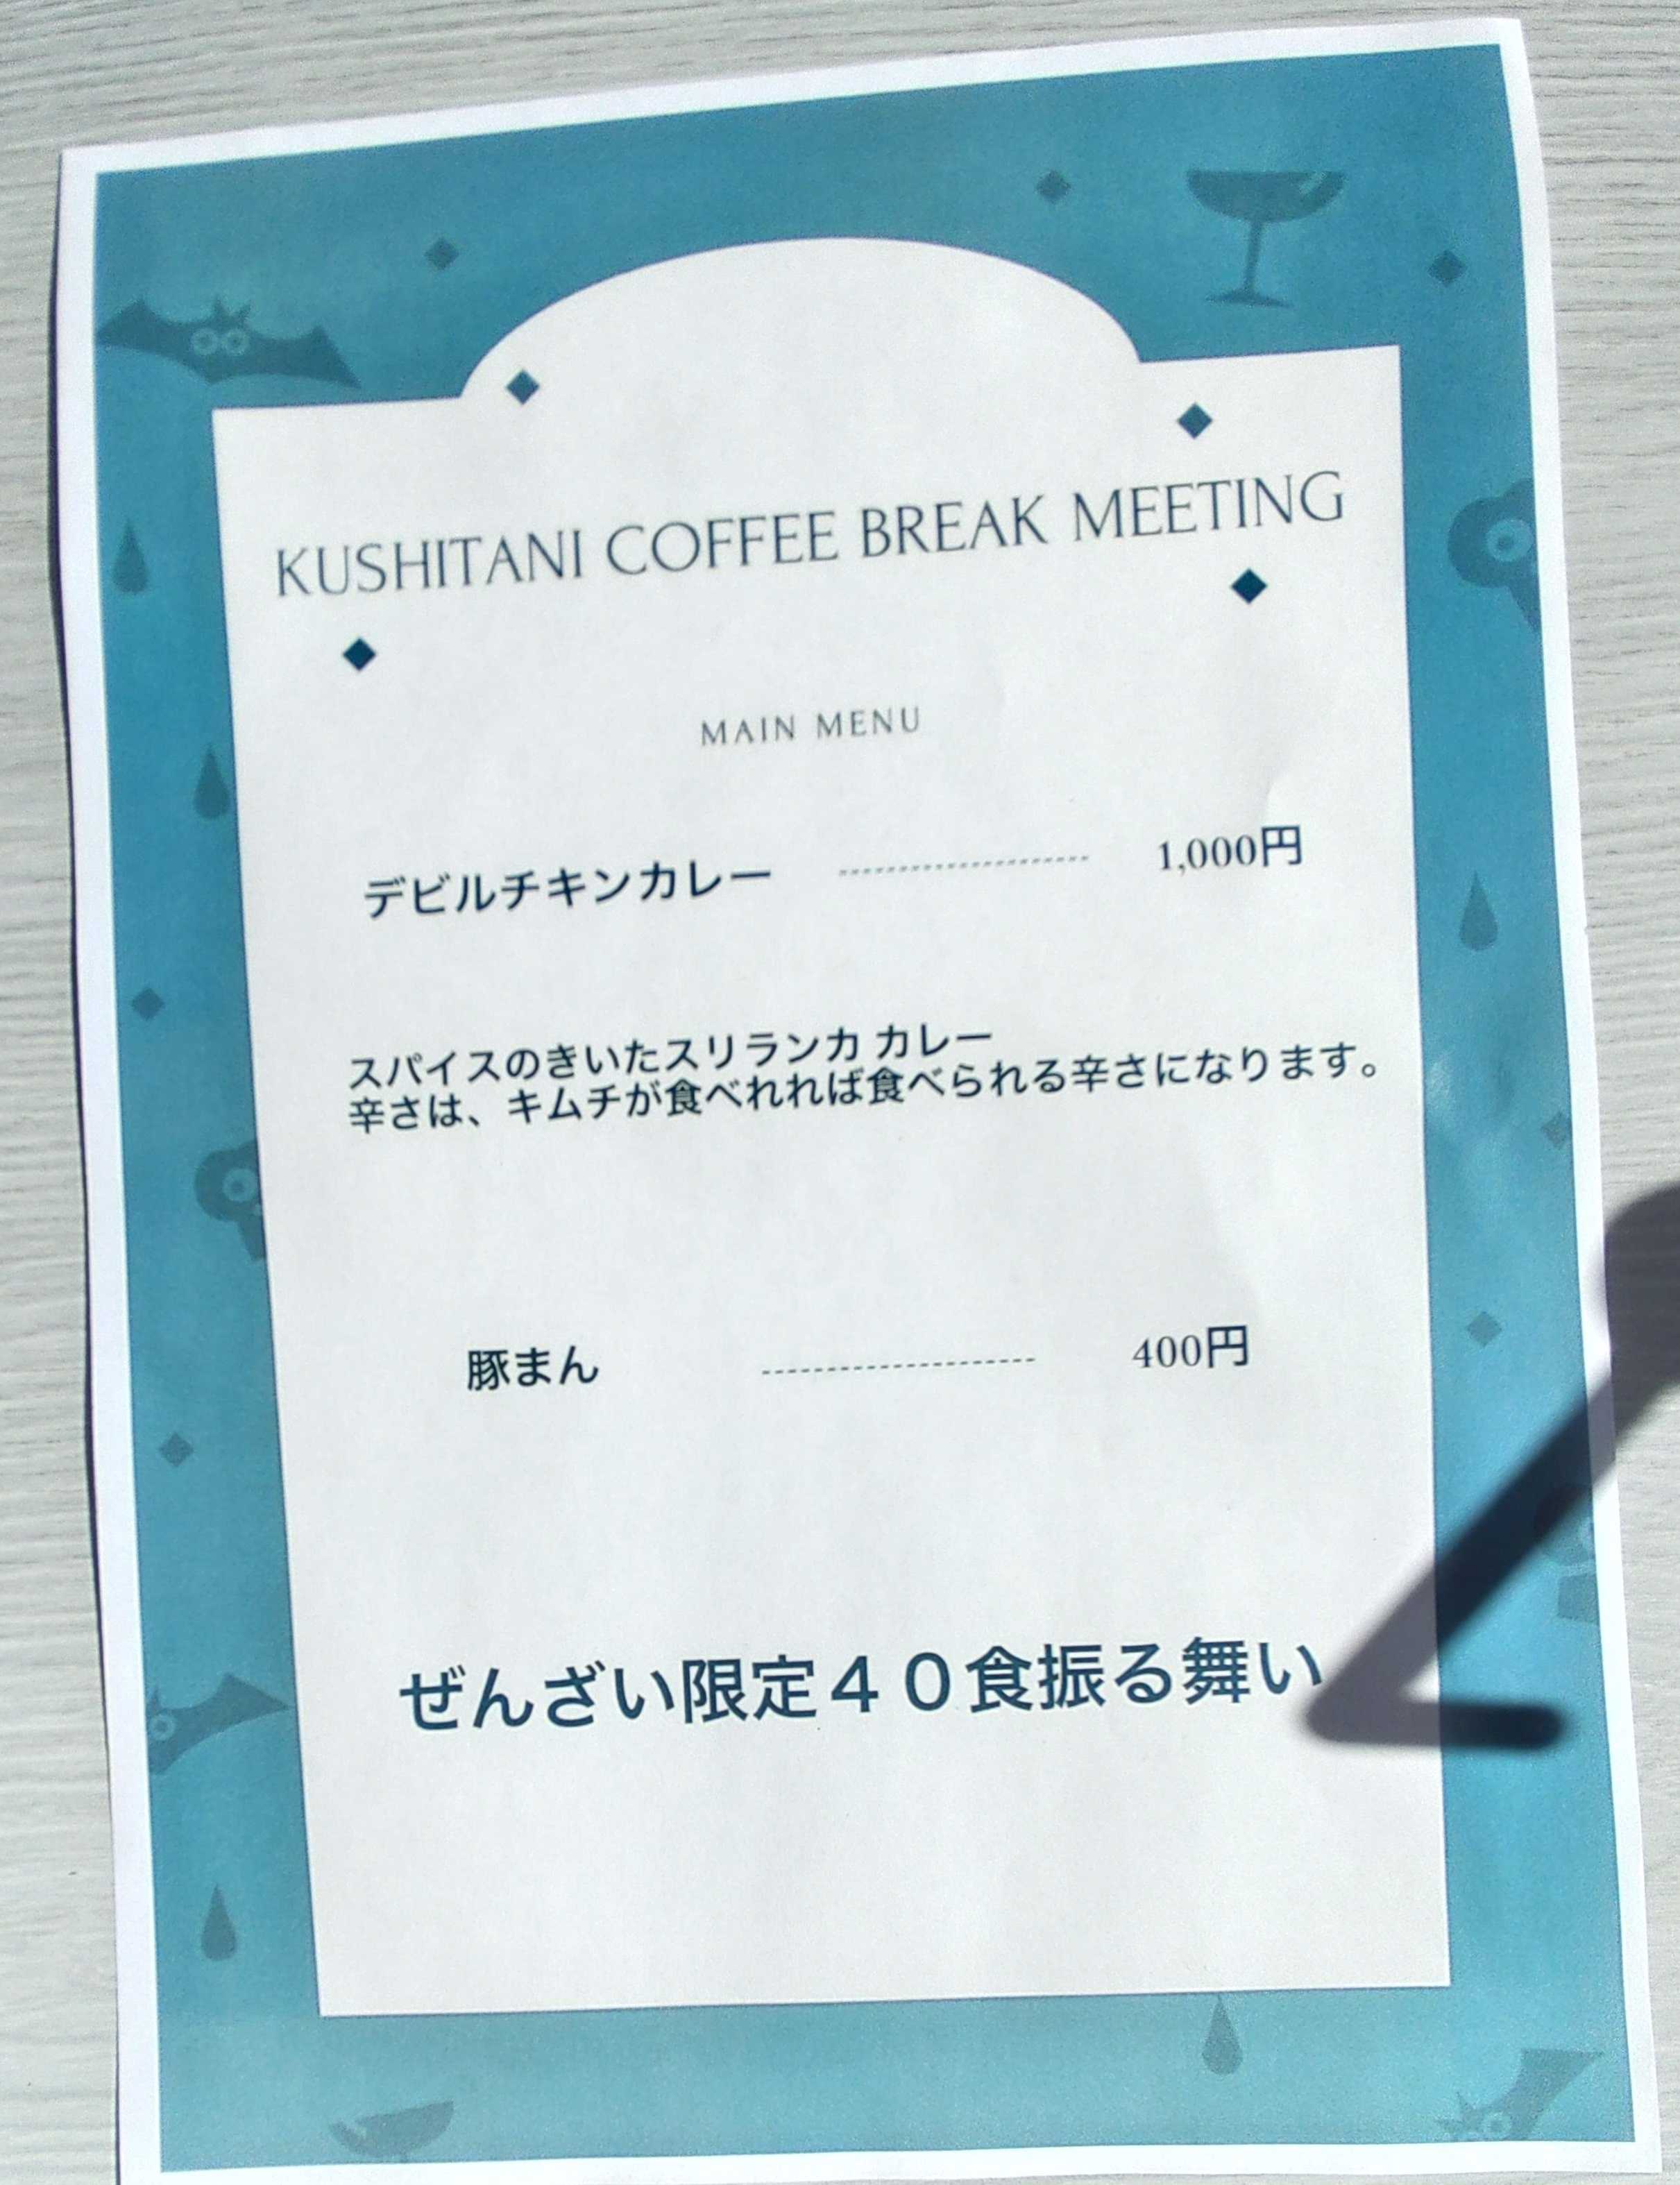 KUSHITANI COFFEE BREAK MEETING
MAIN MENU
デビルチキンカレー 1,000円
スパイスのきいたスリランカ カレー
辛さは、キムチが食べれれば食べられる辛さになります。
豚まん 400円
ぜんざい限定４０食振る舞い